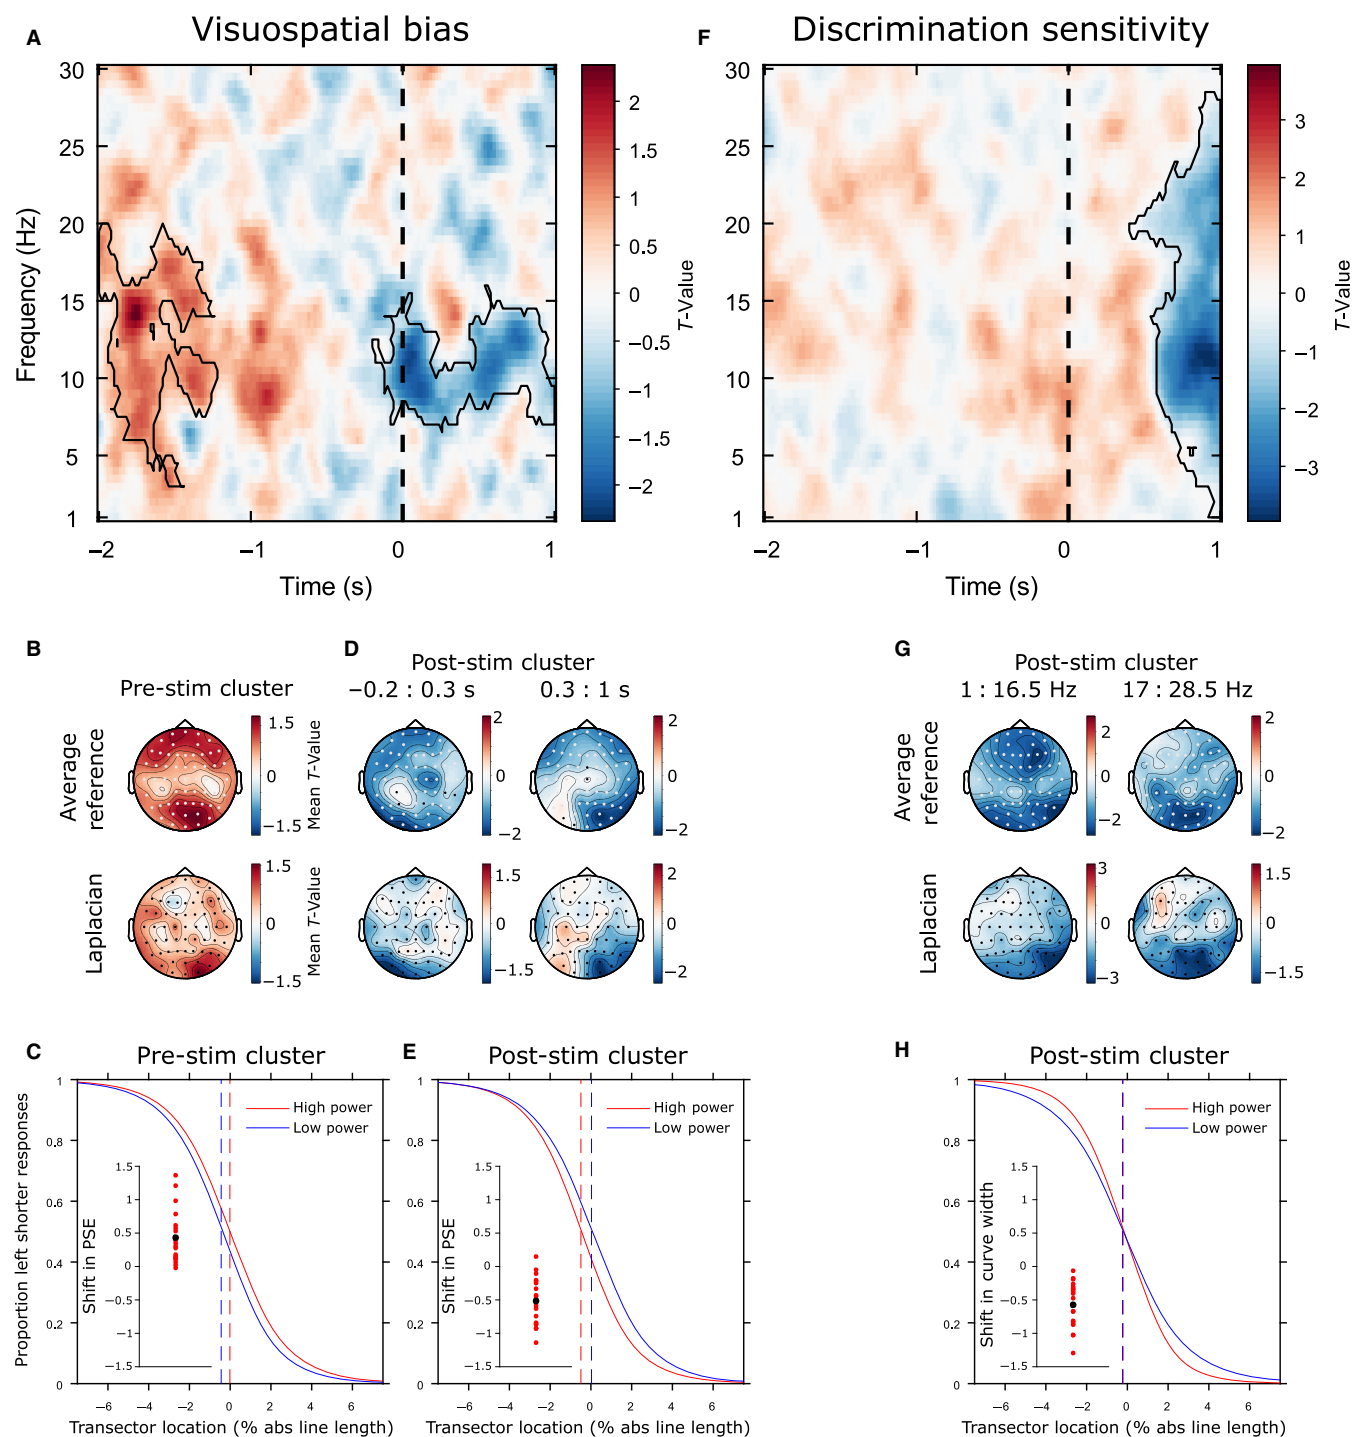 A
Visuospatial bias
F
Discrimination sensitivity
30
25
20
15
10
5
1
Frequency (Hz)
−2
−1
0
1
Time (s)
2
1.5
1
0.5
0
−0.5
−1
−1.5
−2
T-Value
30
25
20
15
10
5
1
−2
−1
0
1
Time (s)
3
2
1
0
−1
−2
−3
T-Value
B
Pre-stim cluster
D
Post-stim cluster
−0.2 : 0.3 s
0.3 : 1 s
G
Post-stim cluster
1 : 16.5 Hz
17 : 28.5 Hz
Average
reference
1.5
0
−1.5
Mean T-Value
2
0
−2
2
0
−2
Average
reference
2
0
−2
2
0
−2
Laplacian
1.5
0
−1.5
Mean T-Value
1.5
0
−1.5
2
0
−2
Laplacian
3
0
−3
1.5
0
−1.5
C
Pre-stim cluster
Proportion left shorter responses
1
0.8
0.6
0.4
0.2
0
High power
Low power
Shift in PSE
1.5
1
0.5
0
−0.5
−1
−1.5
−6
−4
−2
0
2
4
6
Transector location (% abs line length)
E
Post-stim cluster
1
0.8
0.6
0.4
0.2
0
High power
Low power
Shift in PSE
1.5
1
0.5
0
−0.5
−1
−1.5
−6
−4
−2
0
2
4
6
Transector location (% abs line length)
H
Post-stim cluster
1
0.8
0.6
0.4
0.2
0
High power
Low power
Shift in curve width
1.5
1
0.5
0
−0.5
−1
−1.5
−6
−4
−2
0
2
4
6
Transector location (% abs line length)